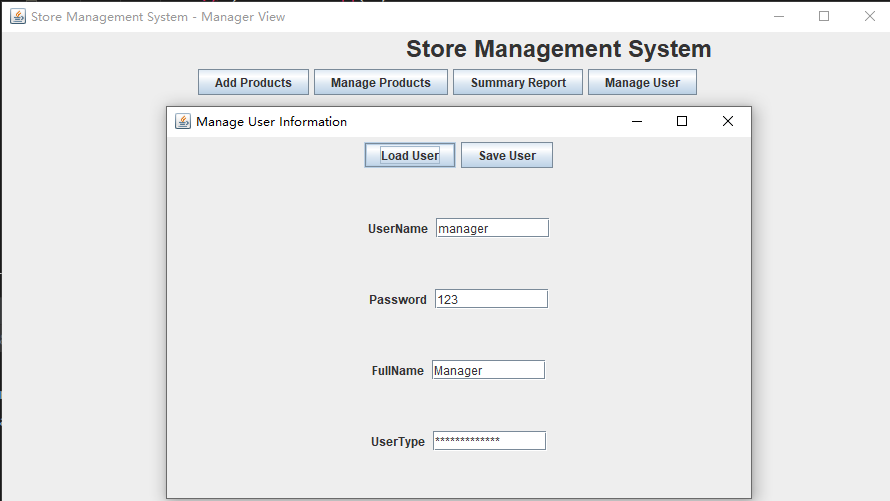 Store Management System - Manager View
Store Management System
Add Products Manage Products Summary Report Manage User
Manage User Information
Load User Save User
UserName manager
Password 123
FullName Manager
UserType *************